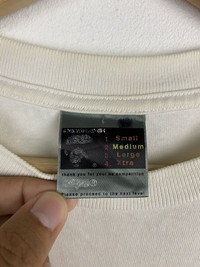 1 Small
2 Medium
3 Large
4 Xtra
thank you for your co operation
Please proceed to the next level